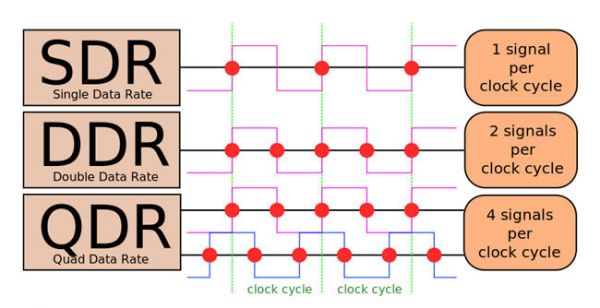 SDR
Single Data Rate
1 signal
per
clock cycle
DDR
Double Data Rate
2 signals
per
clock cycle
QDR
Quad Data Rate
4 signals
per
clock cycle
clock cycle
clock cycle